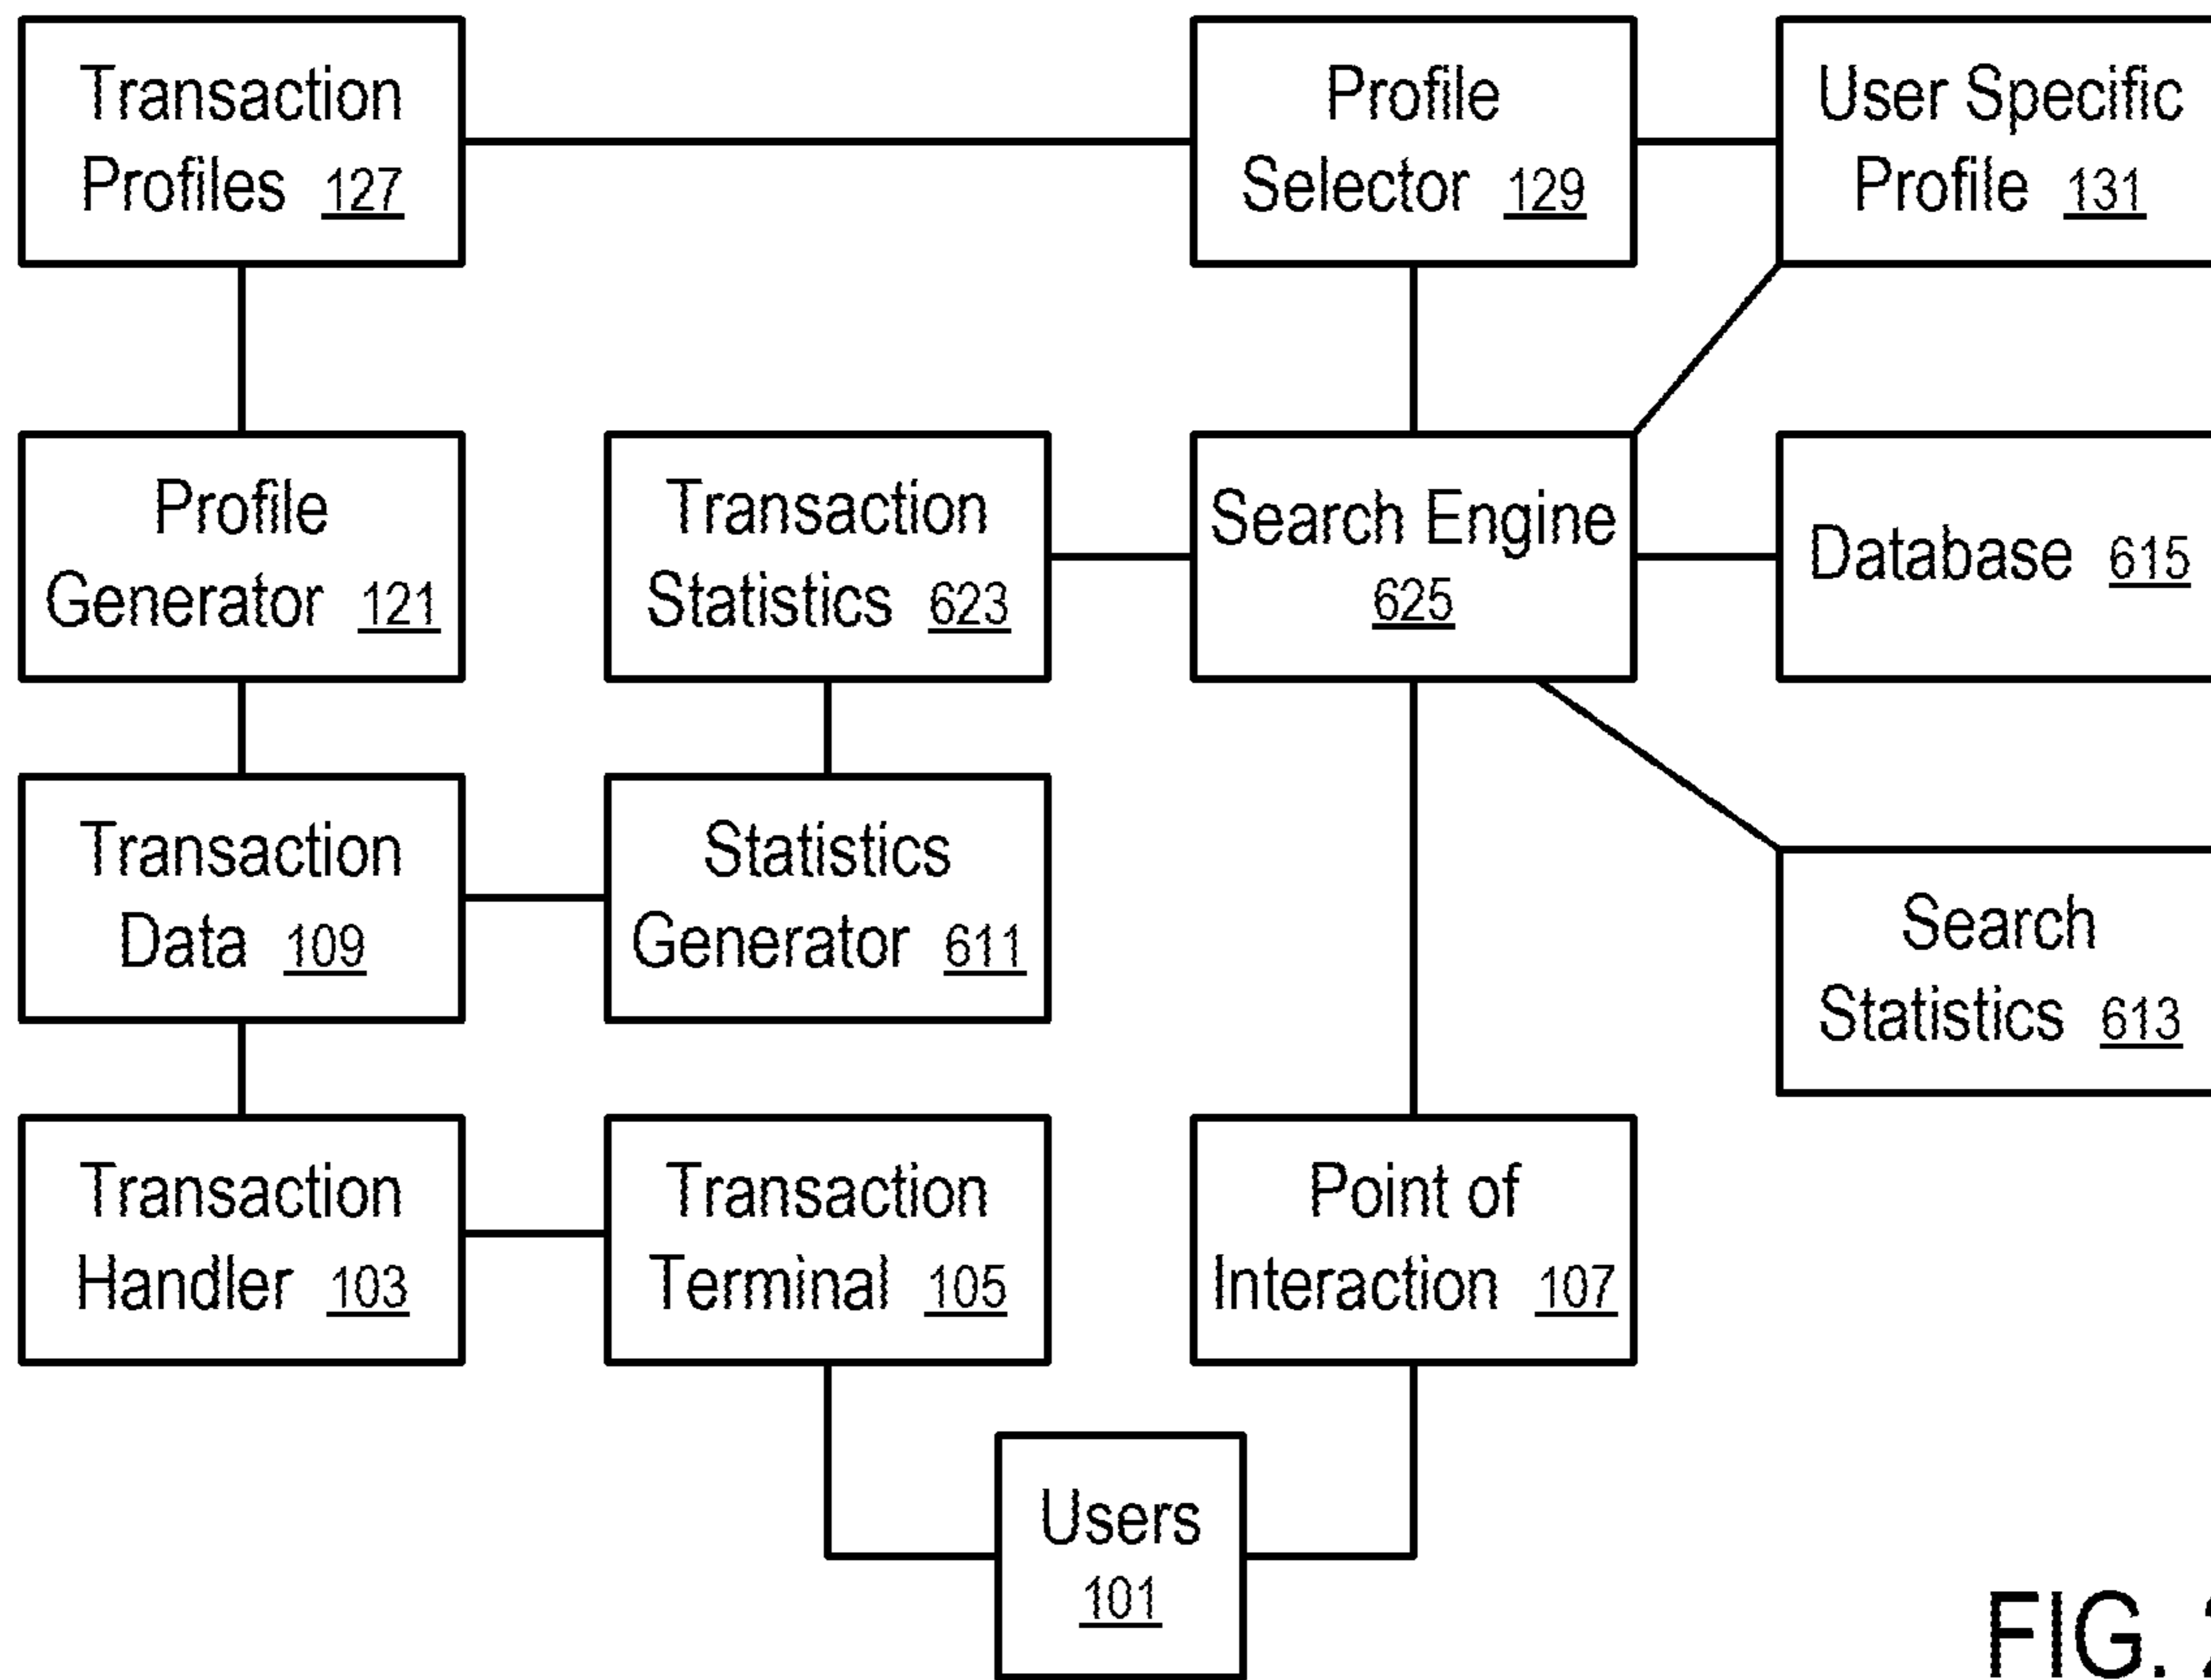 Transaction
Profiles 127
Profile
Selector 129
User Specific
Profile 131
Profile
Generator 121
Transaction
Statistics 623
Search Engine
625
Database 615
Transaction
Data 109
Statistics
Generator 611
Search
Statistics 613
Transaction
Handler 103
Transaction
Terminal 105
Point of
Interaction 107
Users
101
FIG.